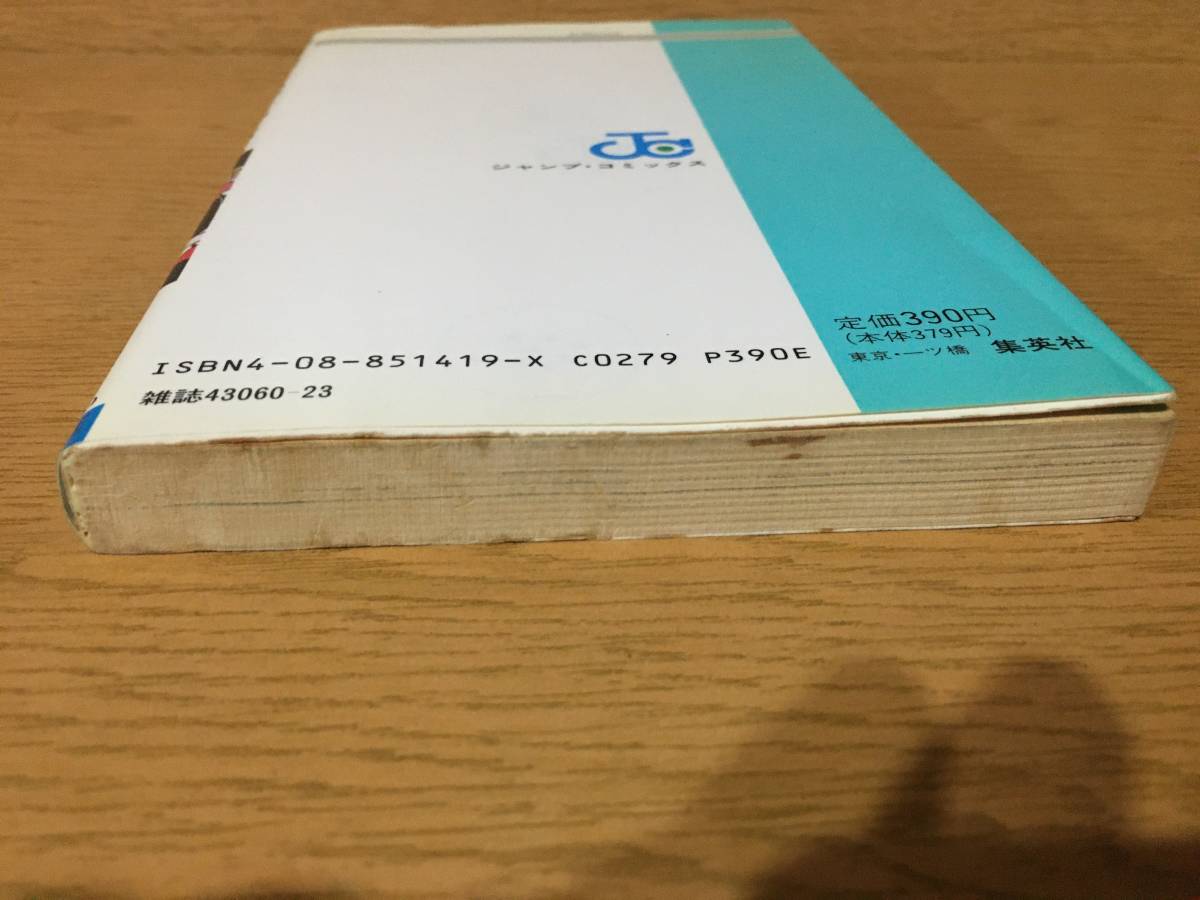 JC
ジャンプ・コミックス
定価390円
(本体379円)
東京・一ツ橋 集英社
ISBN4-08-851419-X C0279 P390E
雑誌43060-23